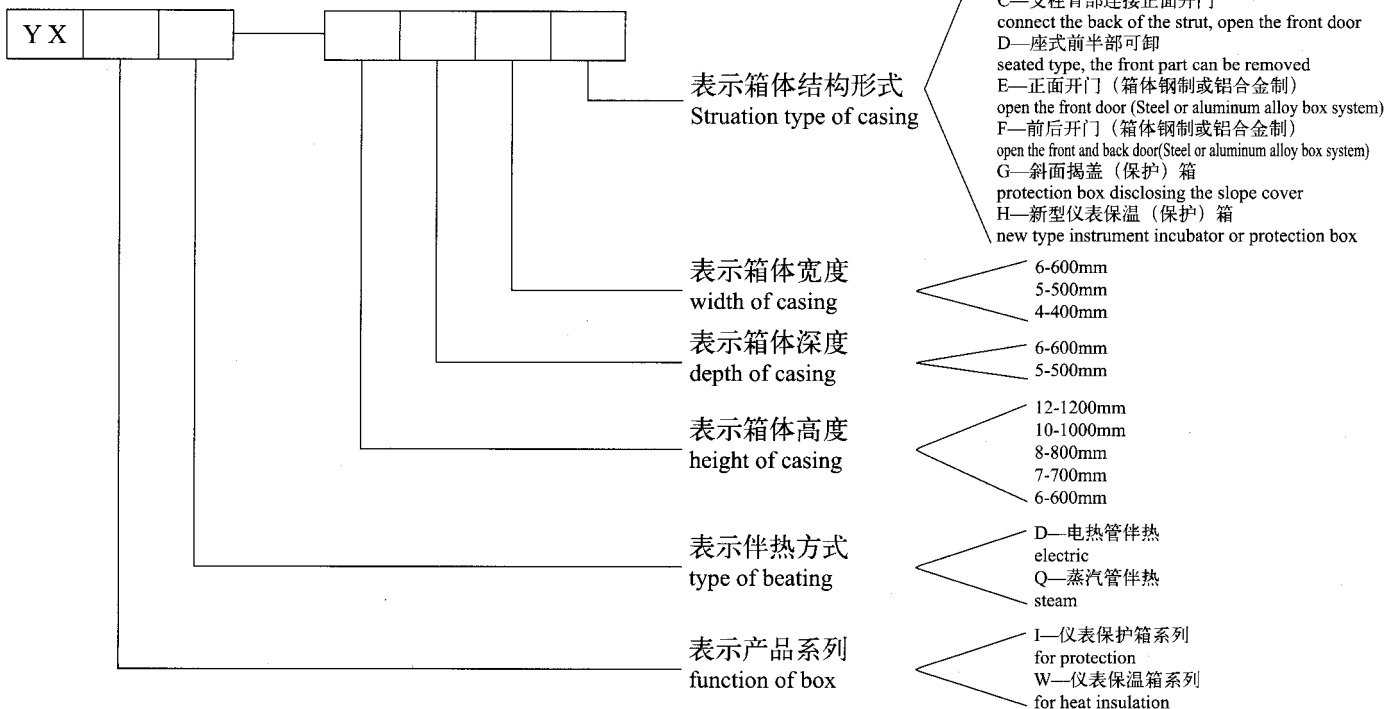 YX
C—支柱背部连接正面开门
connect the back of the strut, open the front door
D—座式前半部可卸
seated type, the front part can be removed
表示箱体结构形式
Struation type of casing
E—正面开门（箱体钢制或铝合金制）
open the front door (Steel or aluminum alloy box system)
F—前后开门（箱体钢制或铝合金制）
open the front and back door(Steel or aluminum alloy box system)
G—斜面揭盖（保护）箱
protection box disclosing the slope cover
H—新型仪表保温（保护）箱
new type instrument incubator or protection box
表示箱体宽度
width of casing
6-600mm
5-500mm
4-400mm
表示箱体深度
depth of casing
6-600mm
5-500mm
表示箱体高度
height of casing
12-1200mm
10-1000mm
8-800mm
7-700mm
6-600mm
表示伴热方式
type of beating
D—电热管伴热
electric
Q—蒸汽管伴热
steam
表示产品系列
function of box
I—仪表保护箱系列
for protection
W—仪表保温箱系列
for heat insulation